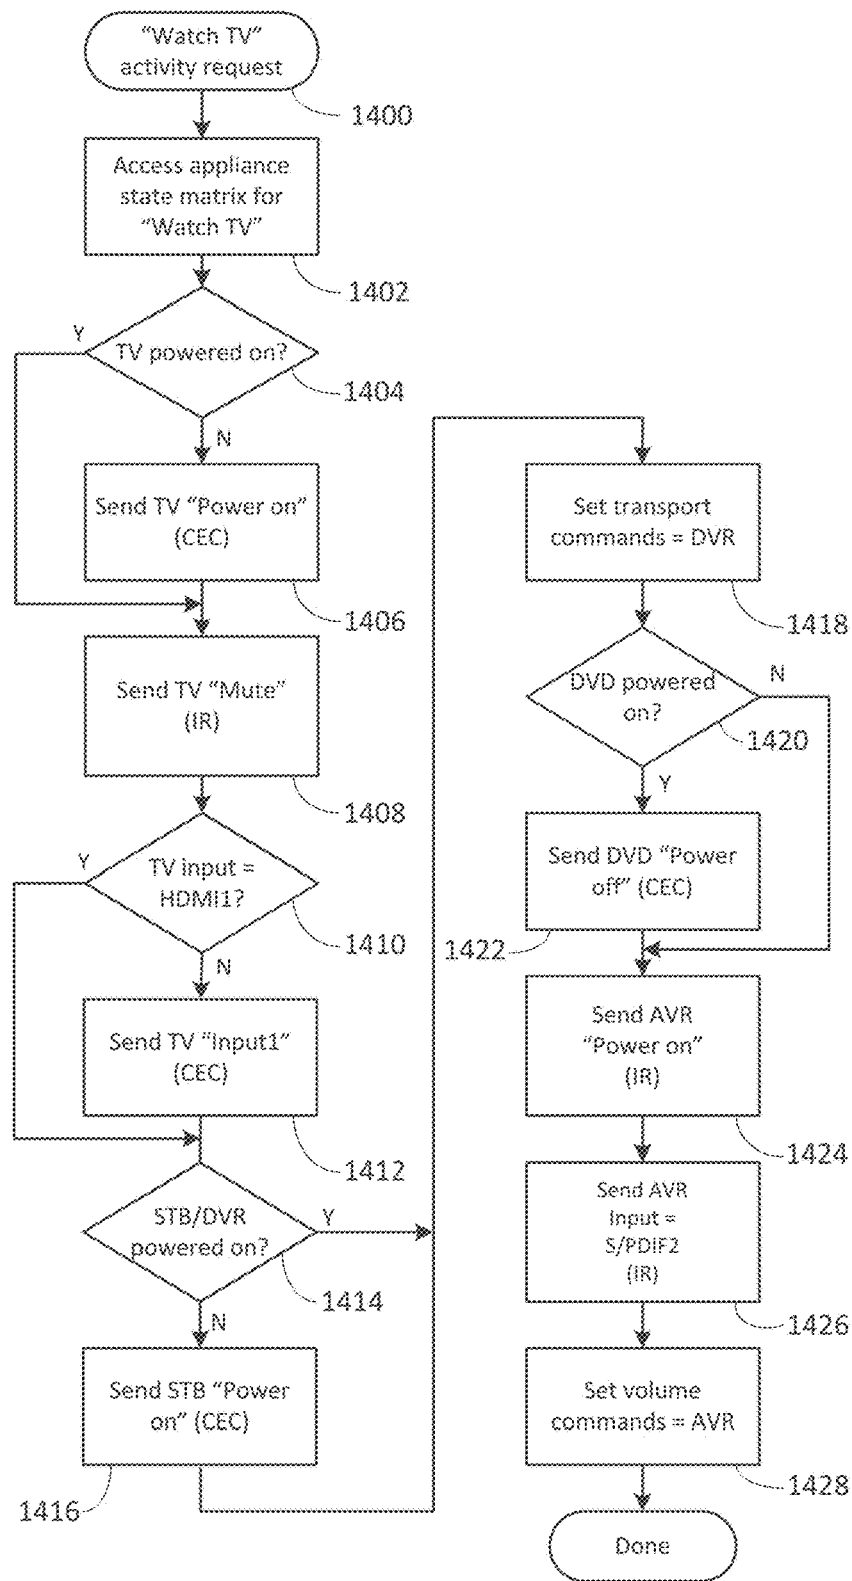 “Watch TV”
activity request
1400
Access appliance
state matrix for
“Watch TV”
1402
Y
TV powered on?
1404
N
Send TV “Power on”
(CEC)
1406
Send TV “Mute”
(IR)
1408
Y
TV input =
HDMI1?
1410
N
Send TV “Input1”
(CEC)
1412
STB/DVR
powered on?
Y
1414
N
Send STB “Power
on” (CEC)
1416
Set transport
commands = DVR
1418
DVD powered
on?
N
1420
Y
Send DVD “Power
off” (CEC)
1422
Send AVR
“Power on”
(IR)
1424
Send AVR
Input =
S/PDIF2
(IR)
1426
Set volume
commands = AVR
1428
Done